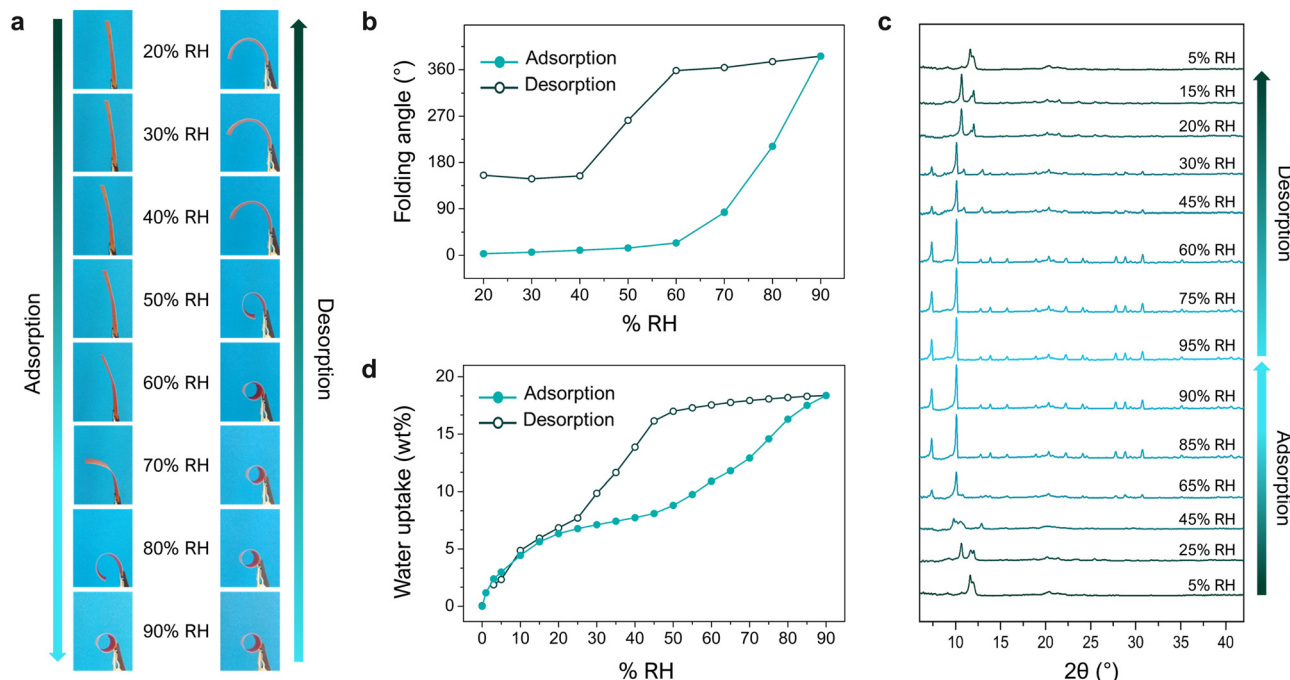 a
Adsorption
20% RH
30% RH
40% RH
50% RH
60% RH
70% RH
80% RH
90% RH
Desorption
b
Folding angle (°)
360
270
180
90
0
Adsorption
Desorption
20 30 40 50 60 70 80 90
% RH
d
Water uptake (wt%)
20
15
10
5
0
Adsorption
Desorption
0 10 20 30 40 50 60 70 80 90
% RH
c
5% RH
15% RH
20% RH
30% RH
45% RH
60% RH
75% RH
95% RH
90% RH
85% RH
65% RH
45% RH
25% RH
5% RH
Desorption
Adsorption
10 15 20 25 30 35 40
2θ (°)